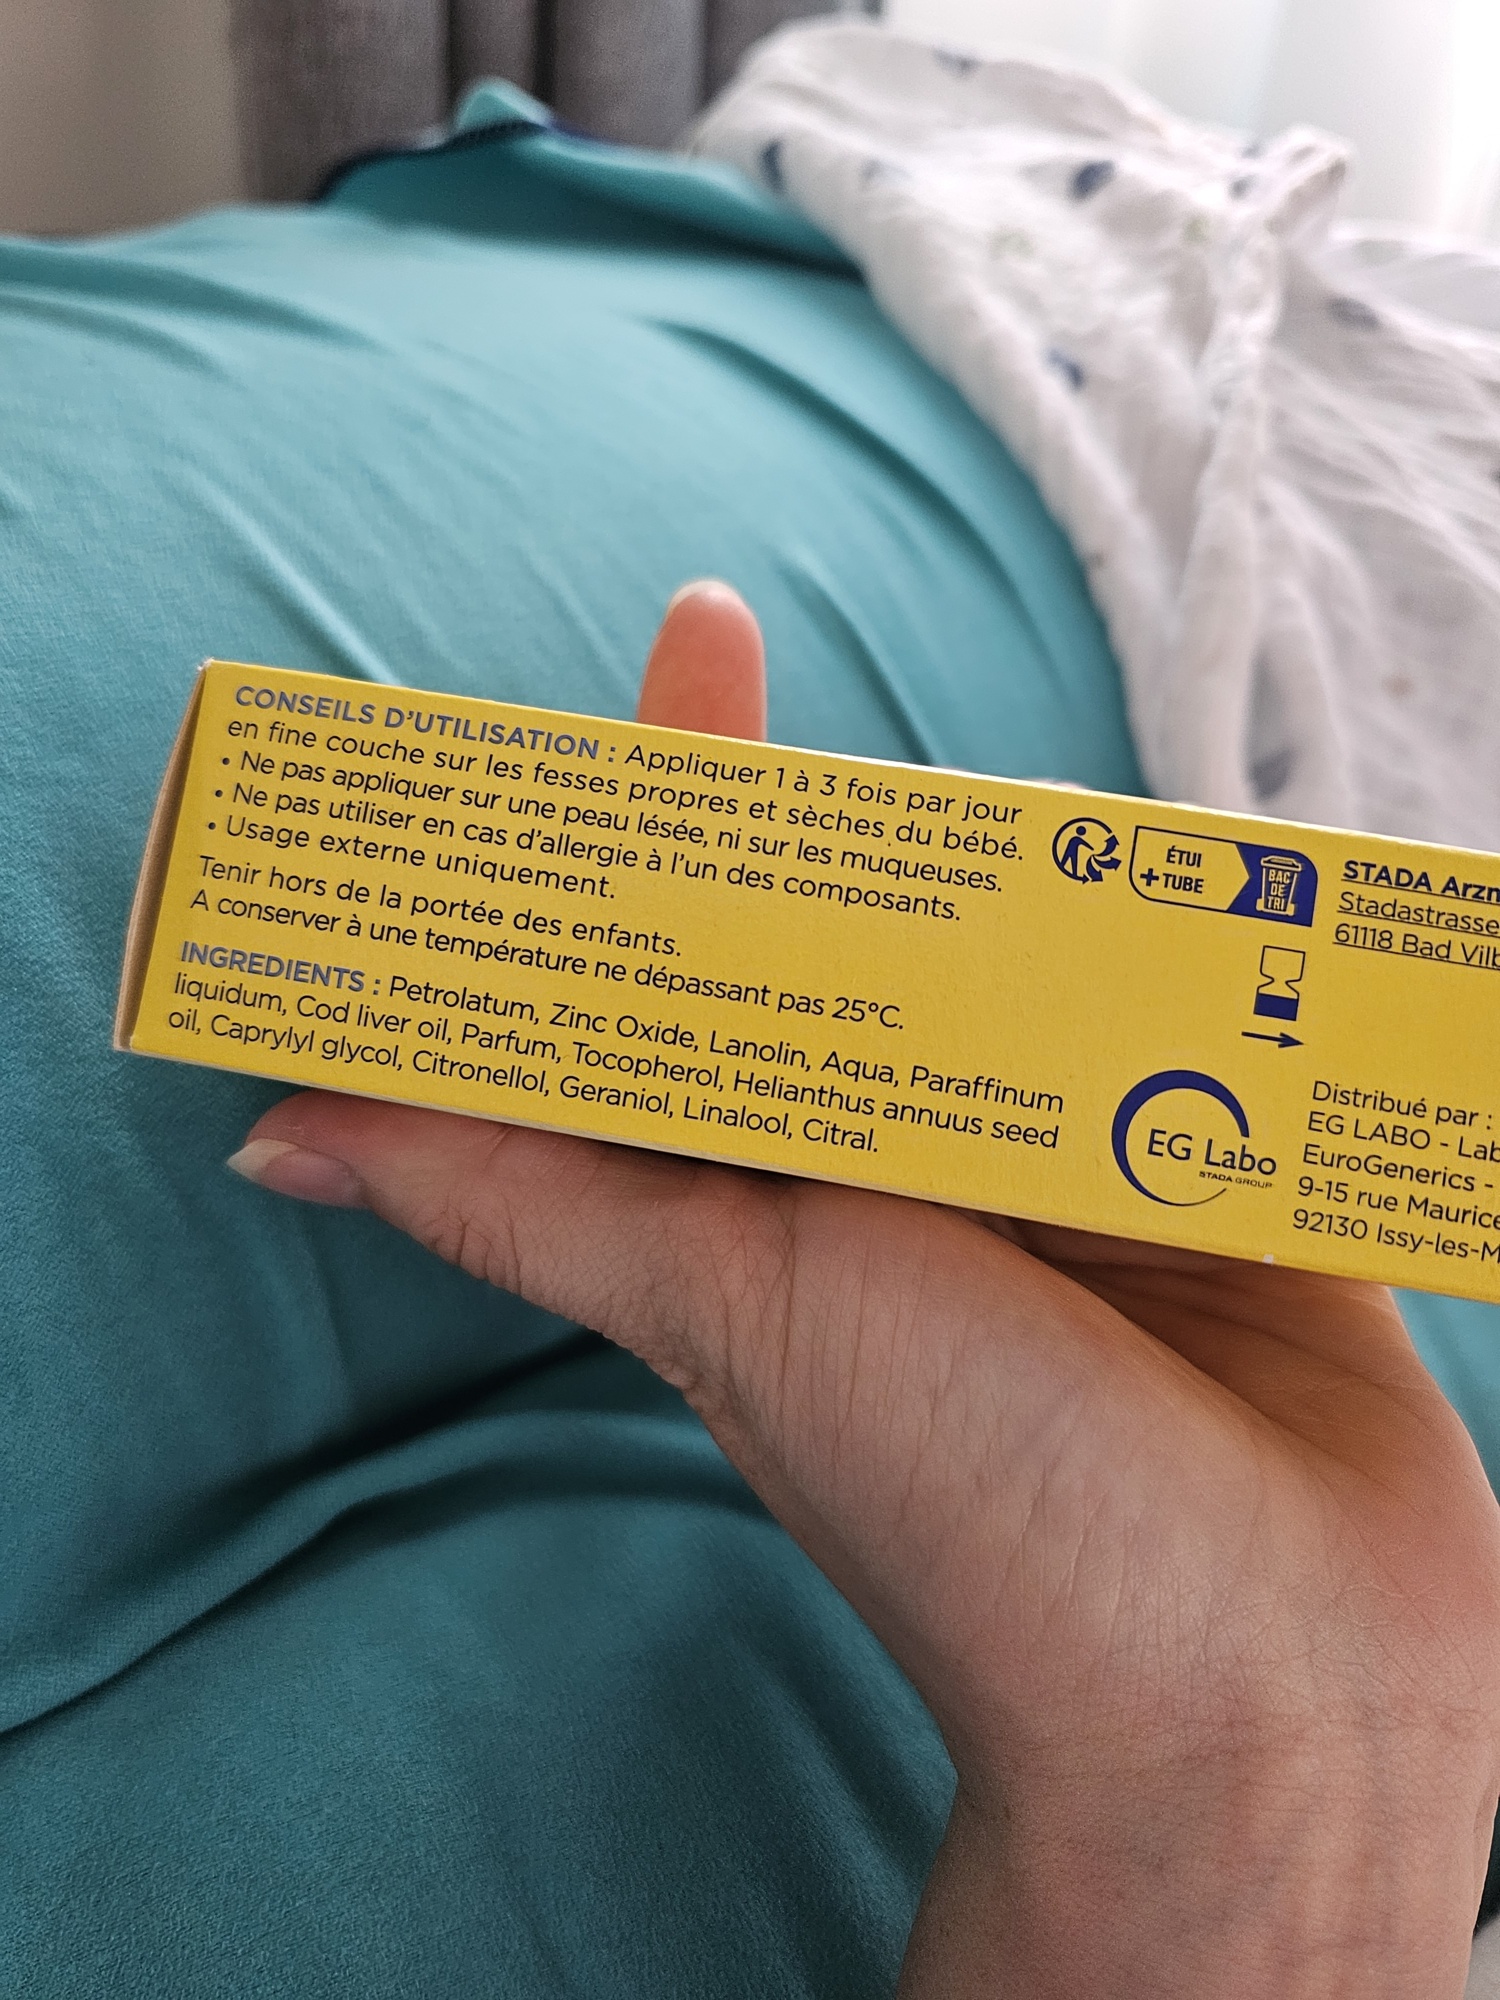 CONSEILS D'UTILISATION : Appliquer 1 à 3 fois par jour
en fine couche sur les fesses propres et sèches du bébé.
• Ne pas appliquer sur une peau lésée, ni sur les muqueuses.
• Ne pas utiliser en cas d'allergie à l'un des composants.
• Usage externe uniquement.
Tenir hors de la portée des enfants.
A conserver à une température ne dépassant pas 25°C.
INGREDIENTS : Petrolatum, Zinc Oxide, Lanolin, Aqua, Paraffinum
liquidum, Cod liver oil, Parfum, Tocopherol, Helianthus annuus seed
oil, Caprylyl glycol, Citronellol, Geraniol, Linalool, Citral.
ÉTUI
+ TUBE
BAC
DE
TRI
EG Labo
STADA GROUP
STADA
Stadastrasse
61118 Bad
Distribué par :
EG LABO -
EuroGenerics -
9-15 rue Maurice
92130